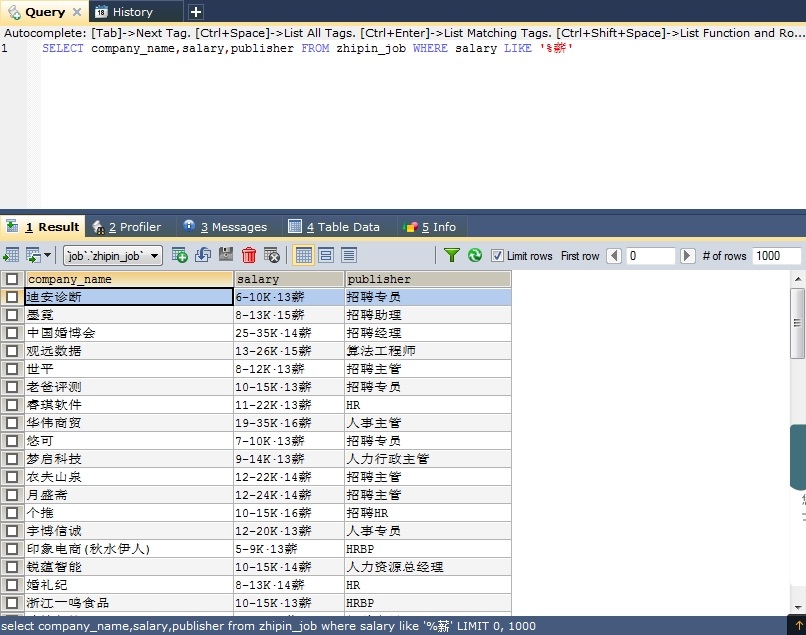 Query
History
Autocomplete: [Tab]->Next Tag. [Ctrl+Space]->List All Tags. [Ctrl+Enter]->List Matching Tags. [Ctrl+Shift+Space]->List Function and Ro...
1 SELECT company_name,salary,publisher FROM zhipin_job WHERE salary LIKE '%薪'
1 Result 2 Profiler 3 Messages 4 Table Data 5 Info
`job`.`zhipin_job` Limit rows First row 0 # of rows 1000
company_name salary publisher
迪安诊断 6-10K·13薪 招聘专员
墨霓 8-13K·15薪 招聘助理
中国婚博会 25-35K·14薪 招聘经理
观远数据 13-26K·15薪 算法工程师
世平 8-12K·13薪 招聘主管
老爸评测 10-15K·13薪 招聘专员
睿琪软件 11-22K·13薪 HR
华伟商贸 19-35K·16薪 人事主管
悠可 7-10K·13薪 招聘专员
梦启科技 9-14K·13薪 人力行政主管
农夫山泉 12-22K·14薪 招聘主管
月盛斋 12-24K·14薪 招聘主管
个推 10-15K·16薪 招聘HR
宇博信诚 12-20K·13薪 人事专员
印象电商(秋水伊人) 5-9K·13薪 HRBP
锐蕴智能 10-15K·14薪 人力资源总经理
婚礼纪 8-13K·14薪 HR
浙江一鸣食品 10-15K·13薪 HRBP
select company_name,salary,publisher from zhipin_job where salary like '%薪' LIMIT 0, 1000